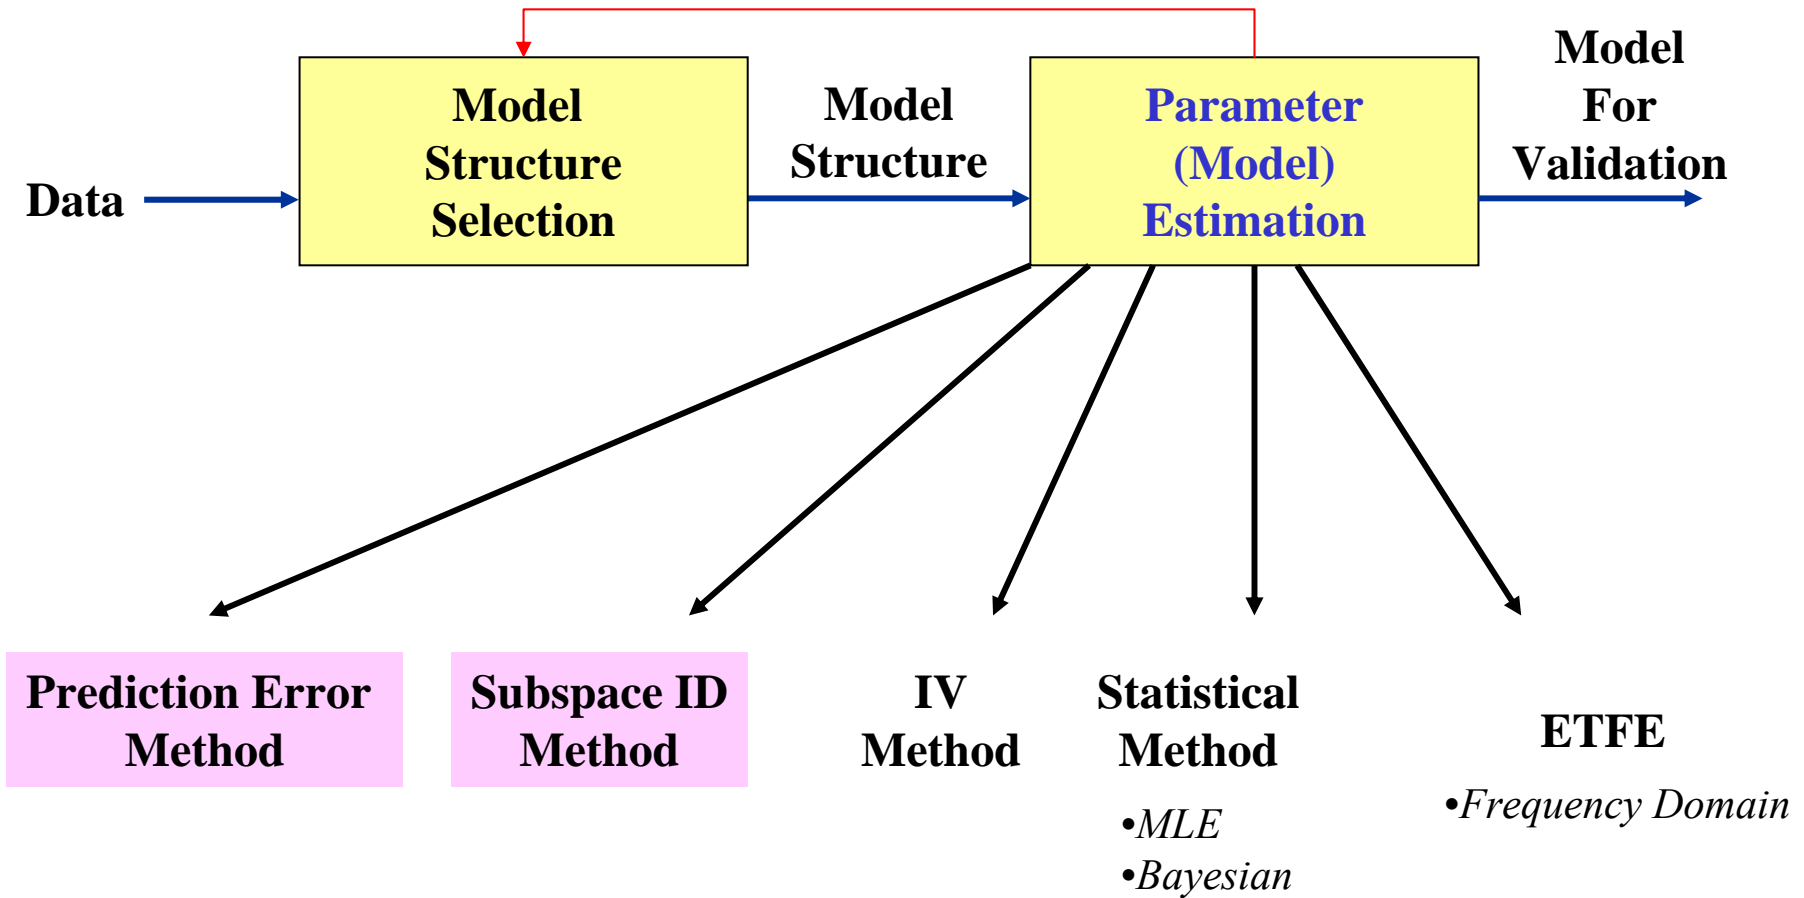 Data
Model
Structure
Selection
Model
Structure
Parameter
(Model)
Estimation
Model
For
Validation
Prediction Error
Method
Subspace ID
Method
IV
Method
Statistical
Method
•MLE
•Bayesian
ETFE
•Frequency Domain